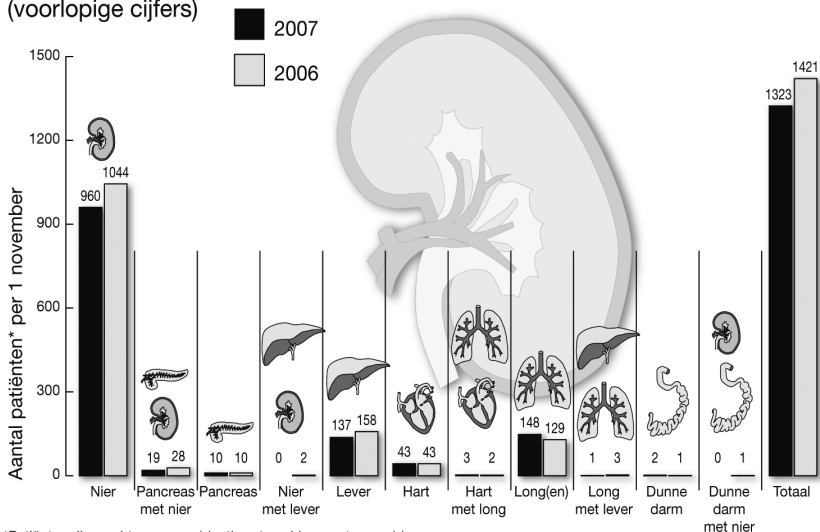 (voorlopige cijfers)
2007
2006
Aantal patiënten* per 1 november
1500
1200
900
600
300
0
960
1044
19
28
10
10
0
2
137
158
43
43
3
2
148
129
1
3
2
1
0
1
1323
1421
Nier
Pancreas
met nier
Pancreas
Nier
met lever
Lever
Hart
Hart
met long
Long(en)
Long
met lever
Dunne
darm
Dunne
darm
met nier
Totaal